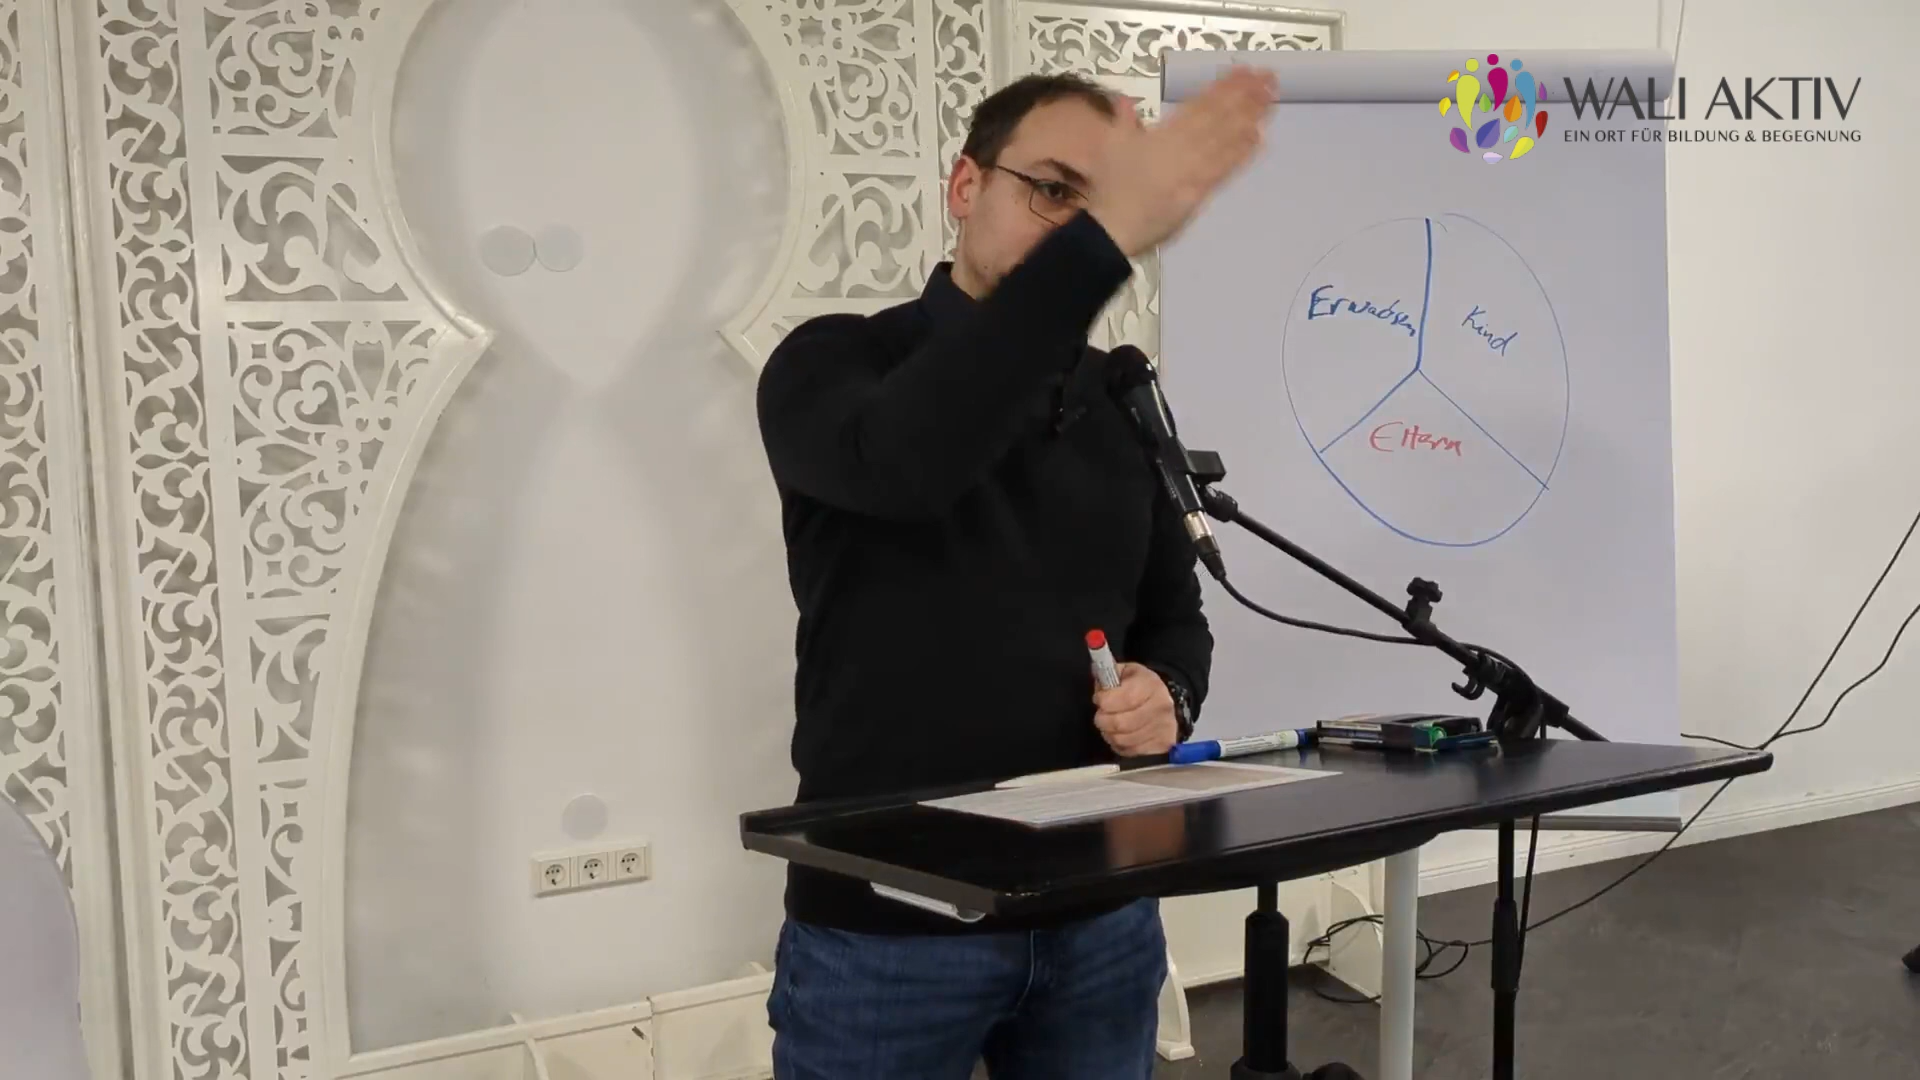 WALI AKTIV
EIN ORT FÜR BILDUNG & BEGEGNUNG
Erwachsen
Kind
Eltern